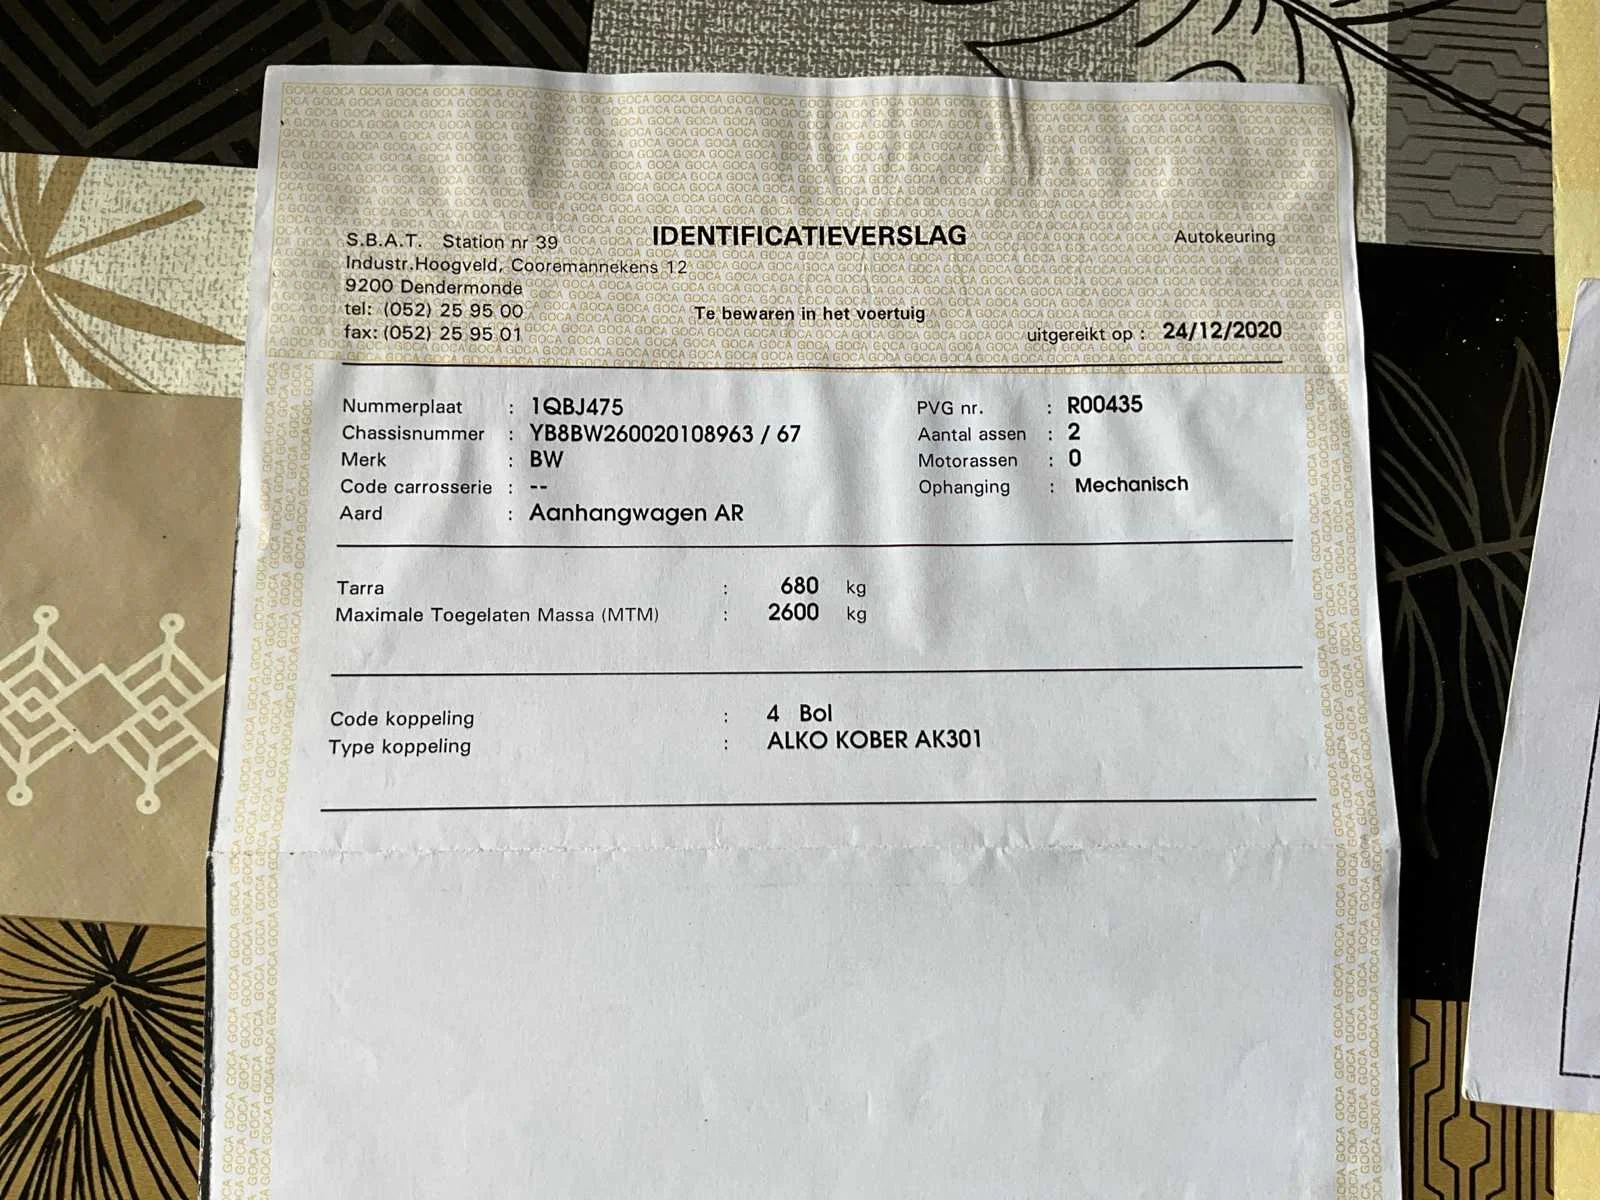 IDENTIFICATIEVERSLAG
Autokeuring
S.B.A.T. Station nr 39
Industr.Hoogveld, Cooremannekens 12
9200 Dendermonde
tel: (052) 25 95 00
fax: (052) 25 95 01
Te bewaren in het voertuig
uitgereikt op : 24/12/2020
Nummerplaat : 1QBJ475
Chassisnummer : YB8BW260020108963 / 67
Merk : BW
Code carrosserie : --
Aard : Aanhangwagen AR
PVG nr. : R00435
Aantal assen : 2
Motorassen : 0
Ophanging : Mechanisch
Tarra : 680 kg
Maximale Toegelaten Massa (MTM) : 2600 kg
Code koppeling : 4 Bol
Type koppeling : ALKO KOBER AK301